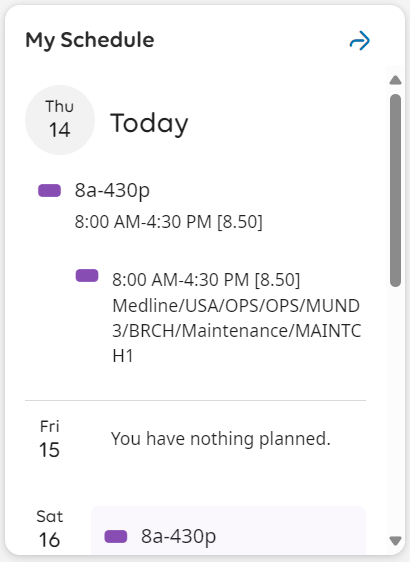 My Schedule
Thu
14
Today
8a-430p
8:00 AM-4:30 PM [8.50]
8:00 AM-4:30 PM [8.50]
Medline/USA/OPS/OPS/MUND
3/BRCH/Maintenance/MAINTC
H1
Fri
15
You have nothing planned.
Sat
16
8a-430p